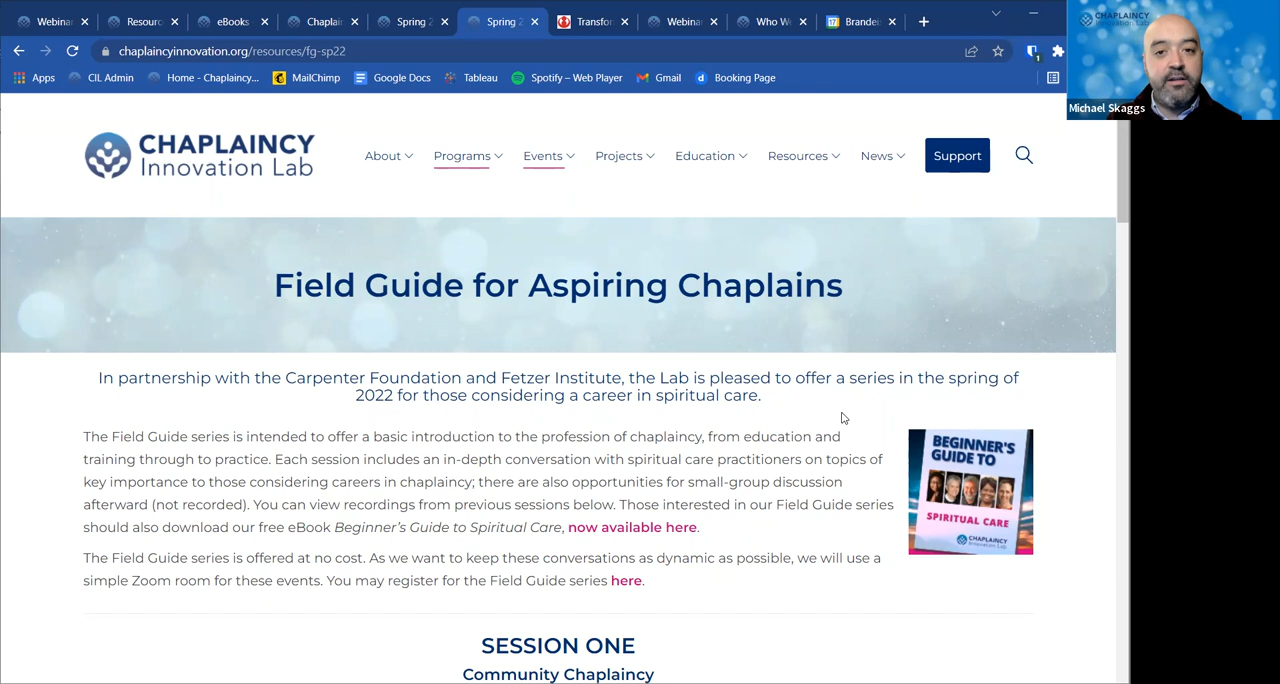 Webinar
Resourc
eBooks
Chaplain
Spring 2
Spring 2
Transfor
Webinar
Who We
17
Brandei
chaplaincyinnovation.org/resources/fg-sp22
1
Apps
CIL Admin
Home - Chaplaincy...
MailChimp
Google Docs
Tableau
Spotify – Web Player
Gmail
d
Booking Page
CHAPLAINCY
Michael Skaggs
CHAPLAINCY
Innovation Lab
About
Programs
Events
Projects
Education
Resources
News
Support
Field Guide for Aspiring Chaplains
In partnership with the Carpenter Foundation and Fetzer Institute, the Lab is pleased to offer a series in the spring of
2022 for those considering a career in spiritual care.
The Field Guide series is intended to offer a basic introduction to the profession of chaplaincy, from education and
training through to practice. Each session includes an in-depth conversation with spiritual care practitioners on topics of
key importance to those considering careers in chaplaincy; there are also opportunities for small-group discussion
afterward (not recorded). You can view recordings from previous sessions below. Those interested in our Field Guide series
should also download our free eBook Beginner's Guide to Spiritual Care, now available here.
BEGINNER'S
GUIDE TO
SPIRITUAL CARE
CHAPLAINCY
Innovation Lab
The Field Guide series is offered at no cost. As we want to keep these conversations as dynamic as possible, we will use a
simple Zoom room for these events. You may register for the Field Guide series here.
SESSION ONE
Community Chaplaincy